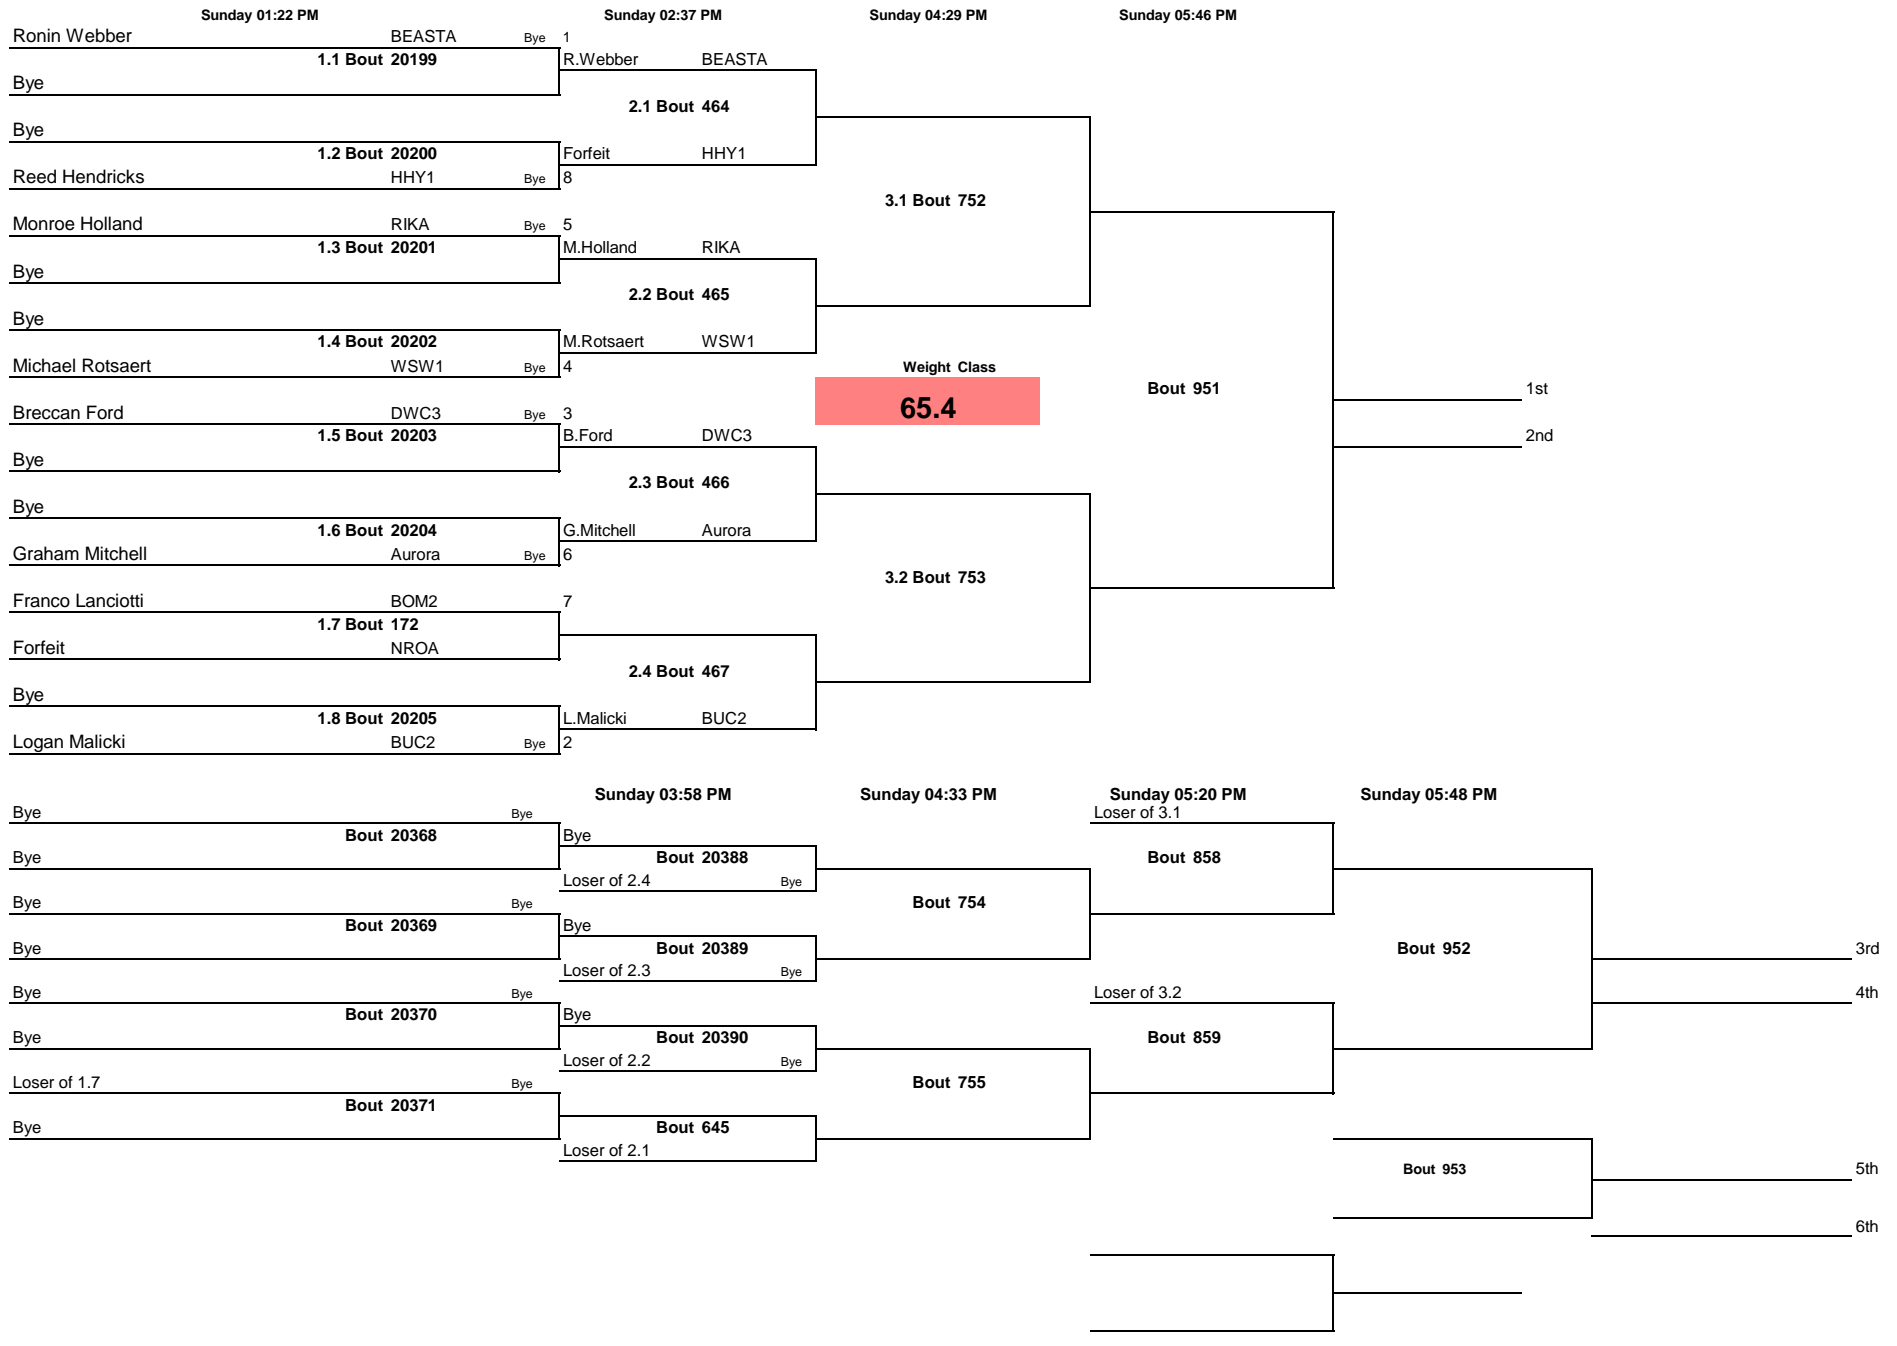 Sunday 01:22 PM Sunday 02:37 PM Sunday 04:29 PM Sunday 05:46 PM
Ronin Webber BEASTA Bye 1
1.1 Bout 20199 R.Webber BEASTA
Bye
2.1 Bout 464
Bye
1.2 Bout 20200 Forfeit HHY1
Reed Hendricks HHY1 Bye 8
3.1 Bout 752
Monroe Holland RIKA Bye 5
1.3 Bout 20201 M.Holland RIKA
Bye
2.2 Bout 465
Bye
1.4 Bout 20202 M.Rotsaert WSW1
Michael Rotsaert WSW1 Bye 4 Weight Class
Bout 951 1st
Breccan Ford DWC3 Bye 3 65.4
1.5 Bout 20203 B.Ford DWC3 2nd
Bye
2.3 Bout 466
Bye
1.6 Bout 20204 G.Mitchell Aurora
Graham Mitchell Aurora Bye 6
3.2 Bout 753
Franco Lanciotti BOM2 7
1.7 Bout 172
Forfeit NROA
2.4 Bout 467
Bye
1.8 Bout 20205 L.Malicki BUC2
Logan Malicki BUC2 Bye 2
Sunday 03:58 PM Sunday 04:33 PM Sunday 05:20 PM Sunday 05:48 PM
Bye Bye Loser of 3.1
Bout 20368 Bye
Bye Bout 20388 Bout 858
Loser of 2.4 Bye
Bye Bye Bout 754
Bout 20369 Bye
Bye Bout 20389 Bout 952 3rd
Loser of 2.3 Bye
Bye Bye Loser of 3.2 4th
Bout 20370 Bye
Bye Bout 20390 Bout 859
Loser of 2.2 Bye
Loser of 1.7 Bye Bout 755
Bout 20371
Bye Bout 645
Loser of 2.1
Bout 953 5th
6th